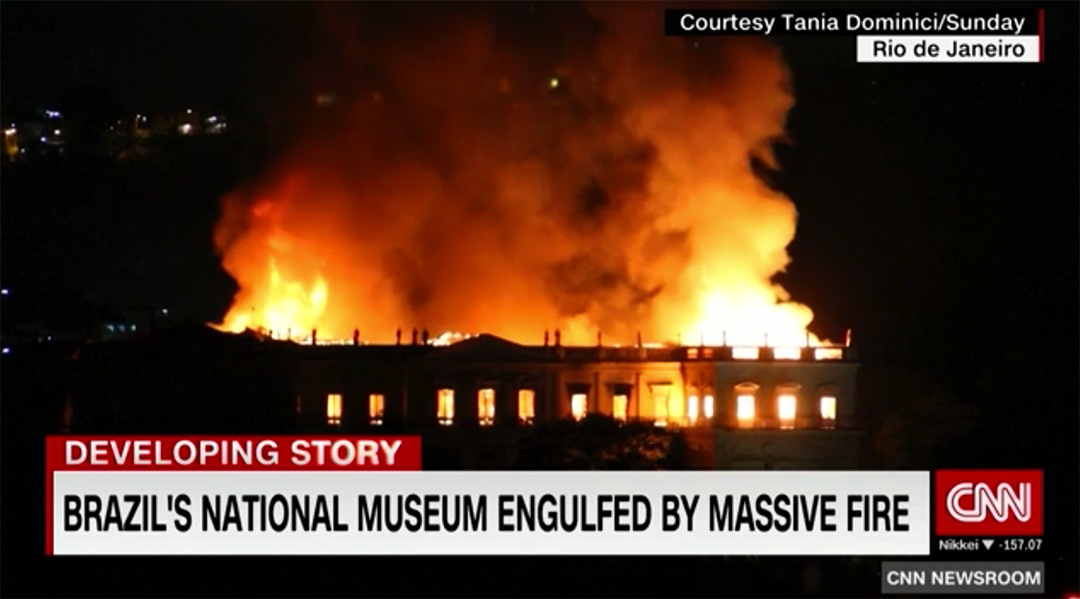 Courtesy Tania Dominici/Sunday
Rio de Janeiro
DEVELOPING STORY
BRAZIL'S NATIONAL MUSEUM ENGULFED BY MASSIVE FIRE
CNN
Nikkei ▼ -157.07
CNN NEWSROOM